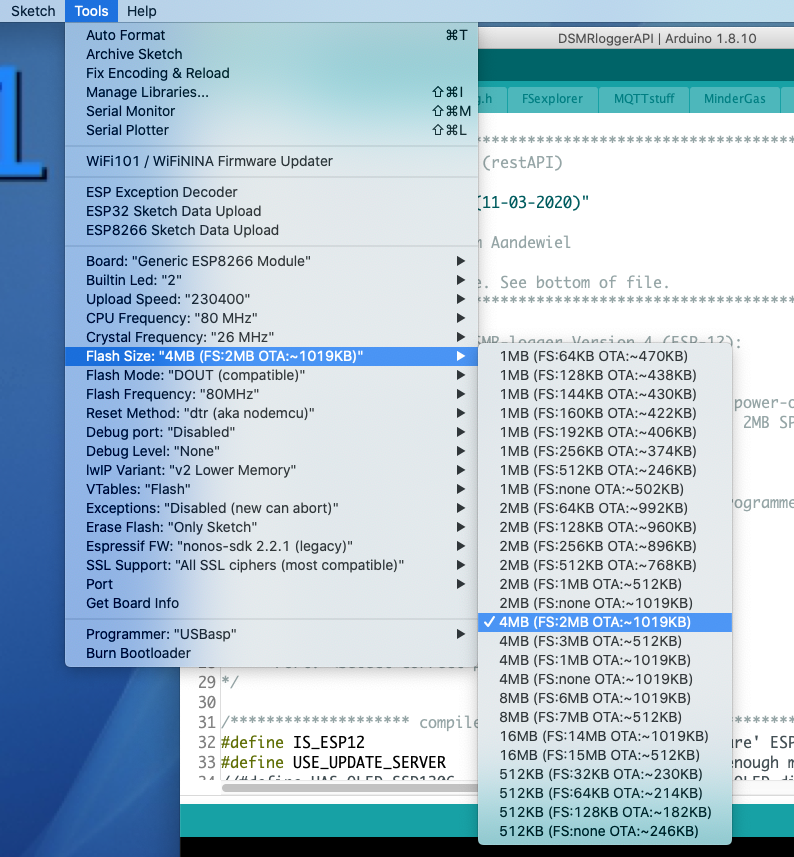 Sketch Tools Help
DSMRloggerAPI | Arduino 1.8.10
Auto Format ⌘T
Archive Sketch
Fix Encoding & Reload
Manage Libraries... ⇧⌘I
Serial Monitor ⇧⌘M
Serial Plotter ⇧⌘L
WiFi101 / WiFiNINA Firmware Updater
ESP Exception Decoder
ESP32 Sketch Data Upload
ESP8266 Sketch Data Upload
Board: "Generic ESP8266 Module"
Builtin Led: "2"
Upload Speed: "230400"
CPU Frequency: "80 MHz"
Crystal Frequency: "26 MHz"
Flash Size: "4MB (FS:2MB OTA:~1019KB)"
Flash Mode: "DOUT (compatible)"
Flash Frequency: "80MHz"
Reset Method: "dtr (aka nodemcu)"
Debug port: "Disabled"
Debug Level: "None"
lwIP Variant: "v2 Lower Memory"
VTables: "Flash"
Exceptions: "Disabled (new can abort)"
Erase Flash: "Only Sketch"
Espressif FW: "nonos-sdk 2.2.1 (legacy)"
SSL Support: "All SSL ciphers (most compatible)"
Port
Get Board Info
Programmer: "USBasp"
Burn Bootloader
1MB (FS:64KB OTA:~470KB)
1MB (FS:128KB OTA:~438KB)
1MB (FS:144KB OTA:~430KB)
1MB (FS:160KB OTA:~422KB)
1MB (FS:192KB OTA:~406KB)
1MB (FS:256KB OTA:~374KB)
1MB (FS:512KB OTA:~246KB)
1MB (FS:none OTA:~502KB)
2MB (FS:64KB OTA:~992KB)
2MB (FS:128KB OTA:~960KB)
2MB (FS:256KB OTA:~896KB)
2MB (FS:512KB OTA:~768KB)
2MB (FS:1MB OTA:~512KB)
2MB (FS:none OTA:~1019KB)
✓ 4MB (FS:2MB OTA:~1019KB)
4MB (FS:3MB OTA:~512KB)
4MB (FS:1MB OTA:~1019KB)
4MB (FS:none OTA:~1019KB)
8MB (FS:6MB OTA:~1019KB)
8MB (FS:7MB OTA:~512KB)
16MB (FS:14MB OTA:~1019KB)
16MB (FS:15MB OTA:~512KB)
512KB (FS:32KB OTA:~230KB)
512KB (FS:64KB OTA:~214KB)
512KB (FS:128KB OTA:~182KB)
512KB (FS:none OTA:~246KB)
g.h FSexplorer MQTTstuff MinderGas
(restAPI)
(11-03-2020)"
Aandewiel
. See bottom of file.
MR-logger Version 4 (ESP-12):
power-o
2MB SP
ogramme
29 */
30
31 /******************** compile
32 #define IS_ESP12 ure' ESP
33 #define USE_UPDATE_SERVER nough m